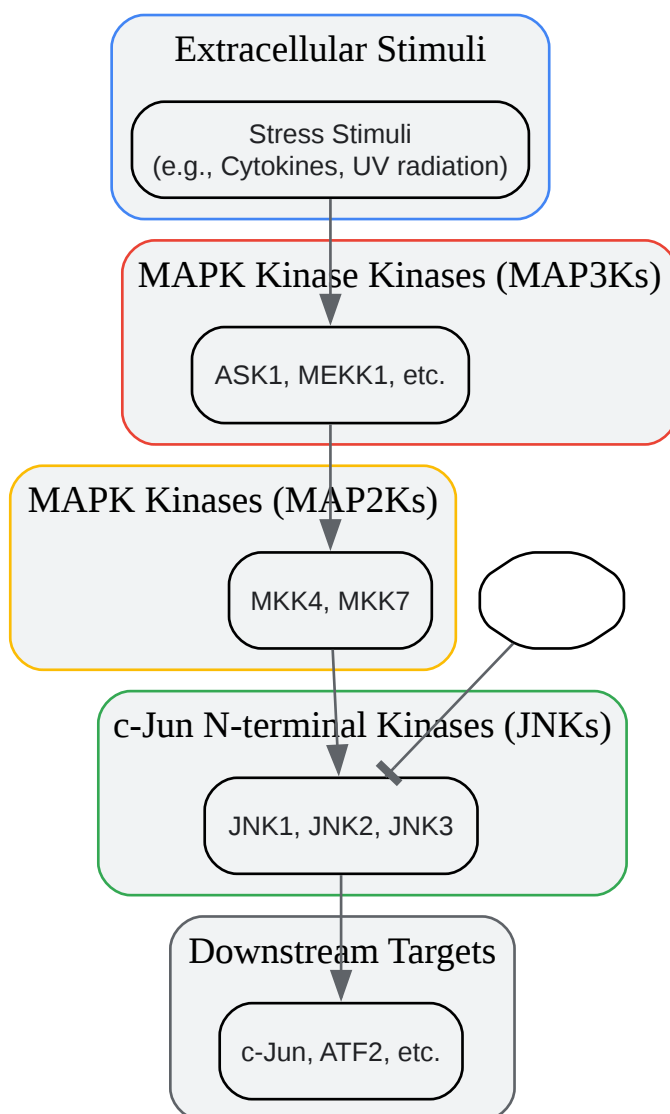 Extracellular Stimuli
Stress Stimuli
(e.g., Cytokines, UV radiation)
MAPK Kinase Kinases (MAP3Ks)
ASK1, MEKK1, etc.
MAPK Kinases (MAP2Ks)
MKK4, MKK7
c-Jun N-terminal Kinases (JNKs)
JNK1, JNK2, JNK3
Downstream Targets
c-Jun, ATF2, etc.